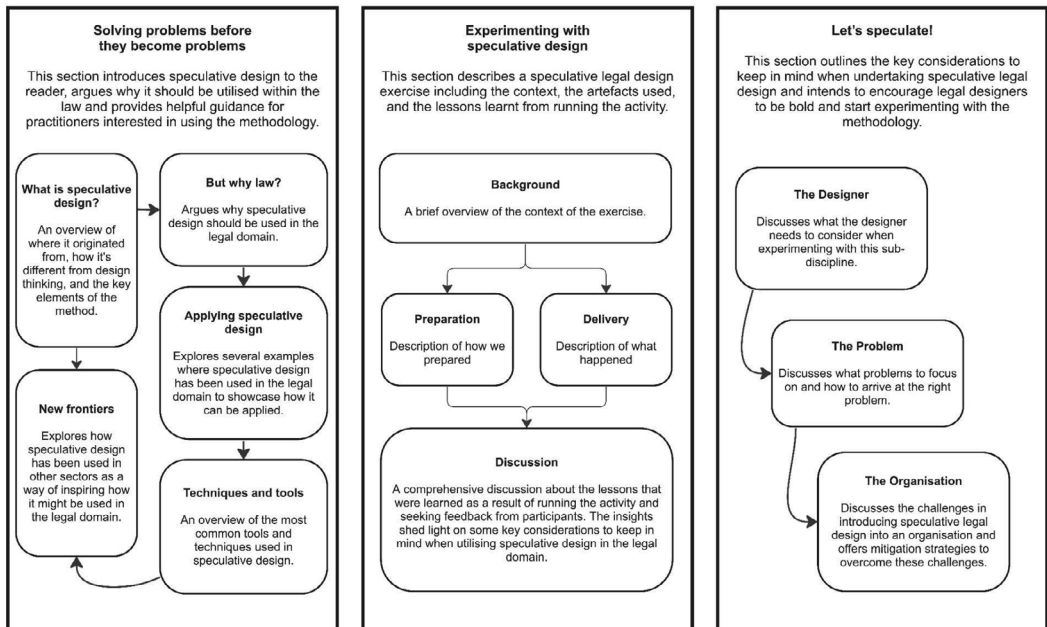 Solving problems before
they become problems
This section introduces speculative design to the
reader, argues why it should be utilised within the
law and provides helpful guidance for
practitioners interested in using the methodology.
What is speculative
design?
An overview of
where it originated
from, how it's
different from design
thinking, and the key
elements of the
method.
But why law?
Argues why speculative
design should be used in the
legal domain.
Applying speculative
design
Explores several examples
where speculative design
has been used in the legal
domain to showcase how it
can be applied.
New frontiers
Explores how
speculative design
has been used in
other sectors as a
way of inspiring how
it might be used in
the legal domain.
Techniques and tools
An overview of the most
common tools and
techniques used in
speculative design.
Experimenting with
speculative design
This section describes a speculative legal design
exercise including the context, the artefacts used,
and the lessons learnt from running the activity.
Background
A brief overview of the context of the exercise.
Preparation
Description of how we
prepared
Delivery
Description of what
happened
Discussion
A comprehensive discussion about the lessons that
were learned as a result of running the activity and
seeking feedback from participants. The insights
shed light on some key considerations to keep in
mind when utilising speculative design in the legal
domain.
Let's speculate!
This section outlines the key considerations to
keep in mind when undertaking speculative legal
design and intends to encourage legal designers
to be bold and start experimenting with the
methodology.
The Designer
Discusses what the designer
needs to consider when
experimenting with this sub-
discipline.
The Problem
Discusses what problems to focus
on and how to arrive at the right
problem.
The Organisation
Discusses the challenges in
introducing speculative legal
design into an organisation and
offers mitigation strategies to
overcome these challenges.